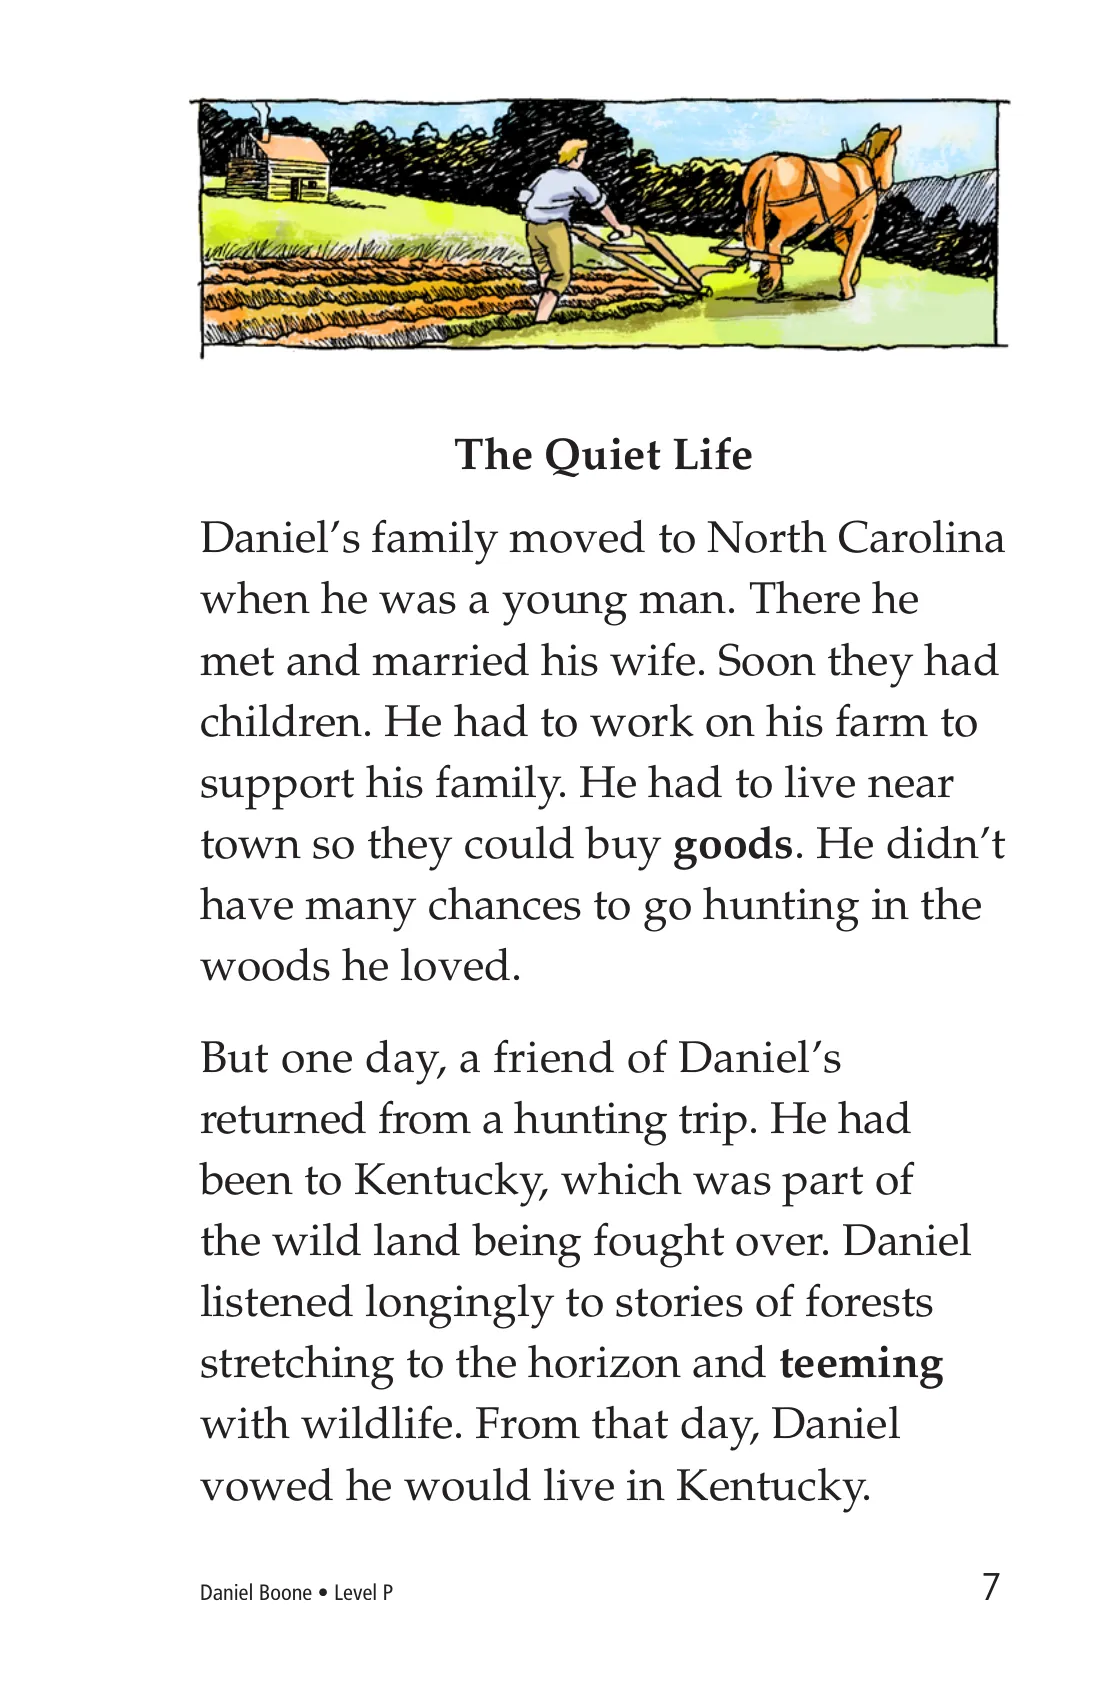 The Quiet Life
Daniel’s family moved to North Carolina
when he was a young man. There he
met and married his wife. Soon they had
children. He had to work on his farm to
support his family. He had to live near
town so they could buy goods. He didn’t
have many chances to go hunting in the
woods he loved.
But one day, a friend of Daniel’s
returned from a hunting trip. He had
been to Kentucky, which was part of
the wild land being fought over. Daniel
listened longingly to stories of forests
stretching to the horizon and teeming
with wildlife. From that day, Daniel
vowed he would live in Kentucky.
Daniel Boone • Level P
7